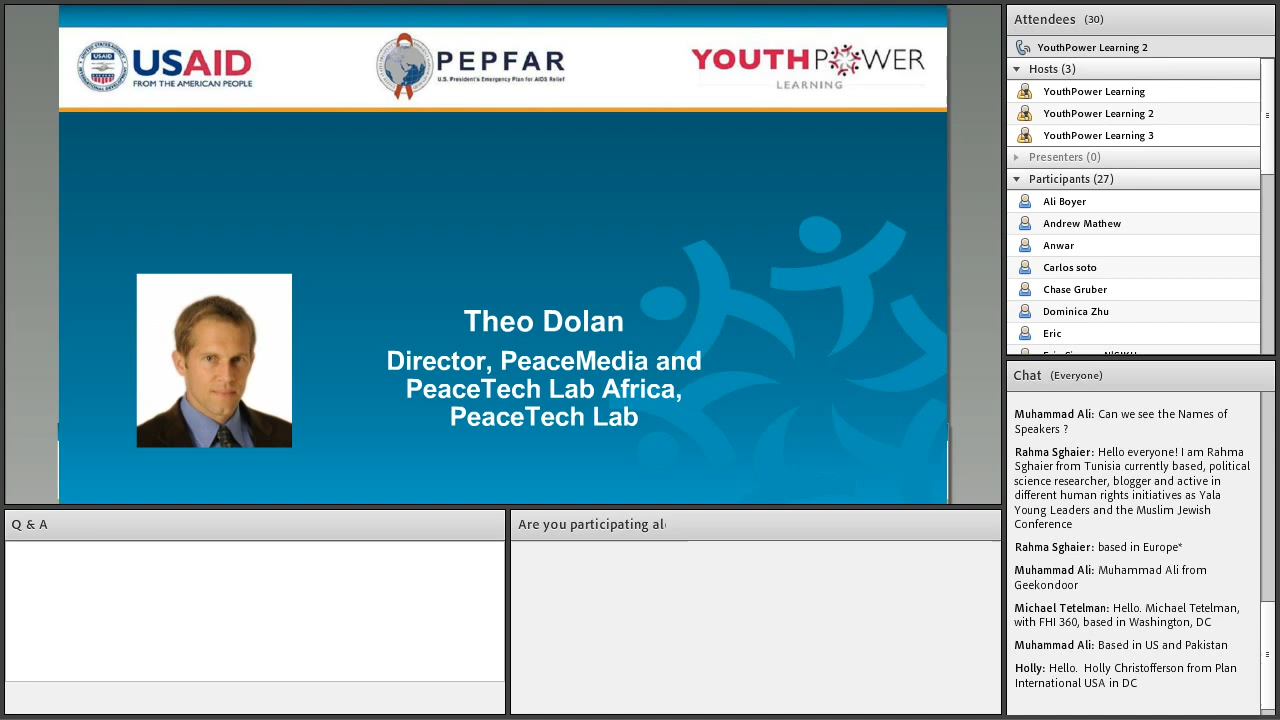 USAID
FROM THE AMERICAN PEOPLE
PEPFAR
U.S. President's Emergency Plan for AIDS Relief
YOUTHPOWER
LEARNING
Theo Dolan
Director, PeaceMedia and
PeaceTech Lab Africa,
PeaceTech Lab
Q & A
Are you participating al
Attendees (30)
YouthPower Learning 2
Hosts (3)
YouthPower Learning
YouthPower Learning 2
YouthPower Learning 3
Presenters (0)
Participants (27)
Ali Boyer
Andrew Mathew
Anwar
Carlos soto
Chase Gruber
Dominica Zhu
Eric
Chat (Everyone)
Muhammad Ali: Can we see the Names of
Speakers ?
Rahma Sghaier: Hello everyone! I am Rahma
Sghaier from Tunisia currently based, political
science researcher, blogger and active in
different human rights initiatives as Yala
Young Leaders and the Muslim Jewish
Conference
Rahma Sghaier: based in Europe*
Muhammad Ali: Muhammad Ali from
Geekondoor
Michael Tetelman: Hello. Michael Tetelman,
with FHI 360, based in Washington, DC
Muhammad Ali: Based in US and Pakistan
Holly: Hello. Holly Christofferson from Plan
International USA in DC